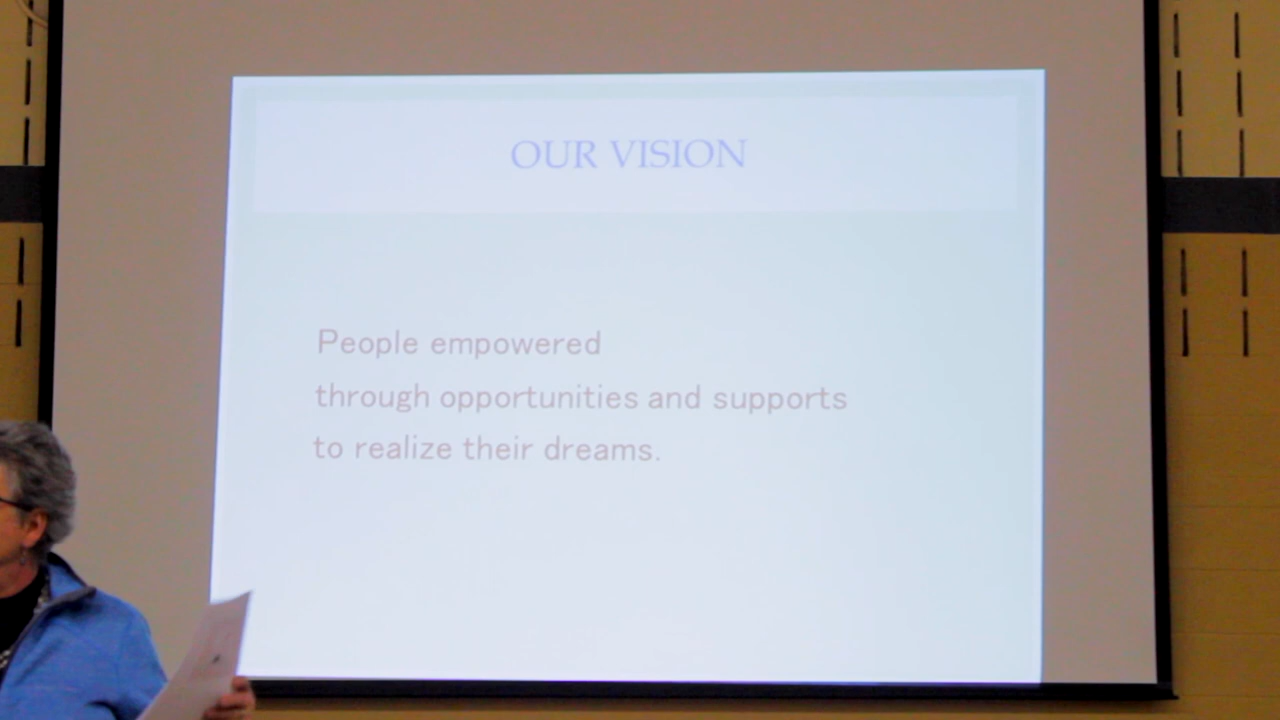 OUR VISION
People empowered
through opportunities and supports
to realize their dreams.